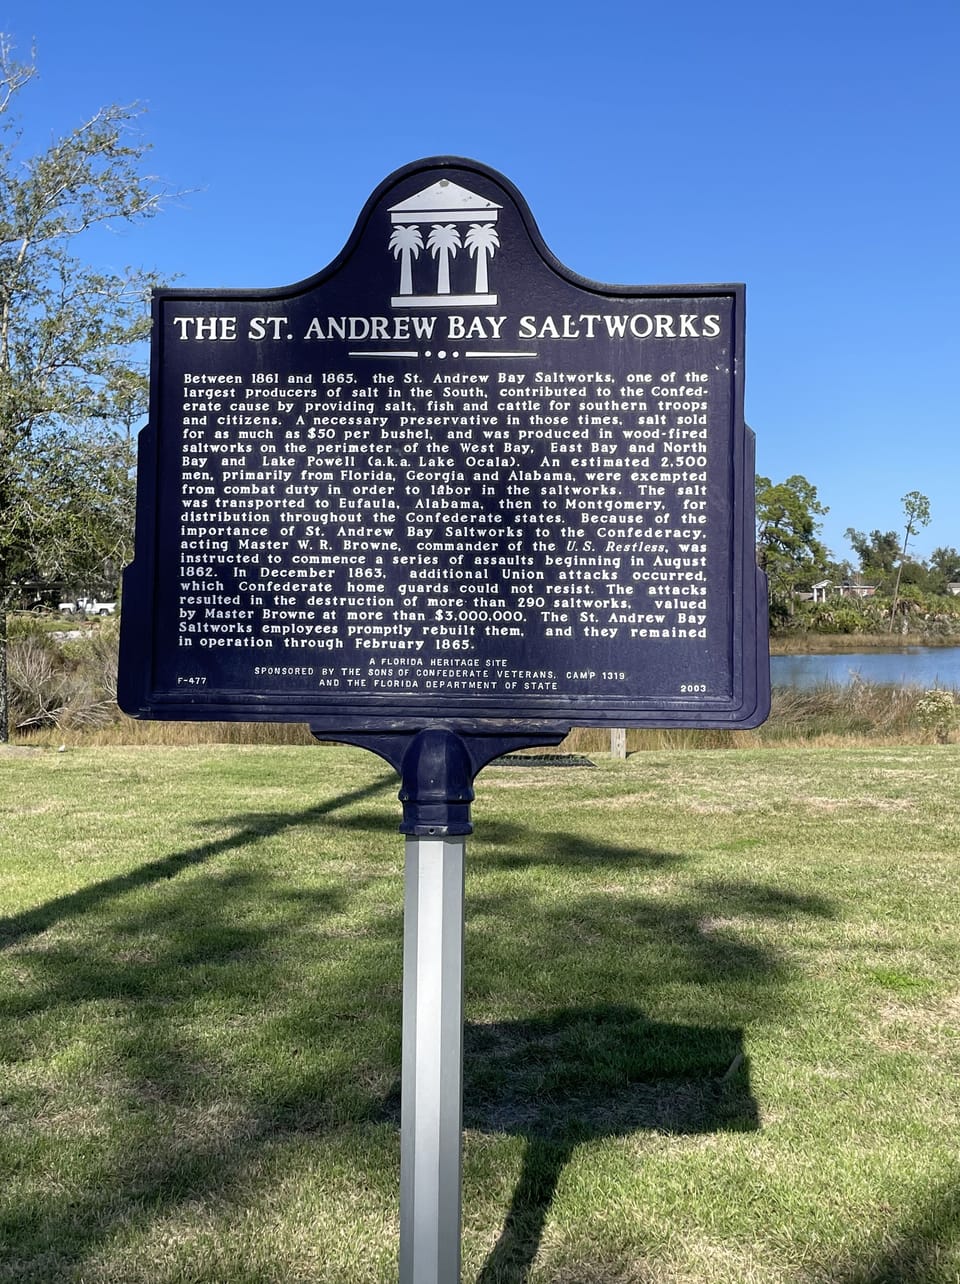 THE ST. ANDREW BAY SALTWORKS
Between 1861 and 1865, the St. Andrew Bay Saltworks, one of the
largest producers of salt in the South, contributed to the Confed-
erate cause by providing salt, fish and cattle for southern troops
and citizens. A necessary preservative in those times, salt sold
for as much as $50 per bushel, and was produced in wood-fired
saltworks on the perimeter of the West Bay, East Bay and North
Bay and Lake Powell (a.k.a. Lake Ocala). An estimated 2,500
men, primarily from Florida, Georgia and Alabama, were exempted
from combat duty in order to labor in the saltworks. The salt
was transported to Eufaula, Alabama, then to Montgomery, for
distribution throughout the Confederate states. Because of the
importance of St. Andrew Bay Saltworks to the Confederacy,
acting Master W. R. Browne, commander of the U.S. Restless, was
instructed to commence a series of assaults beginning in August
1862. In December 1863, additional Union attacks occurred,
which Confederate home guards could not resist. The attacks
resulted in the destruction of more than 290 saltworks, valued
by Master Browne at more than $3,000,000. The St. Andrew Bay
Saltworks employees promptly rebuilt them, and they remained
in operation through February 1865.
A FLORIDA HERITAGE SITE
SPONSORED BY THE SONS OF CONFEDERATE VETERANS, CAMP 1319
AND THE FLORIDA DEPARTMENT OF STATE
F-477 2003